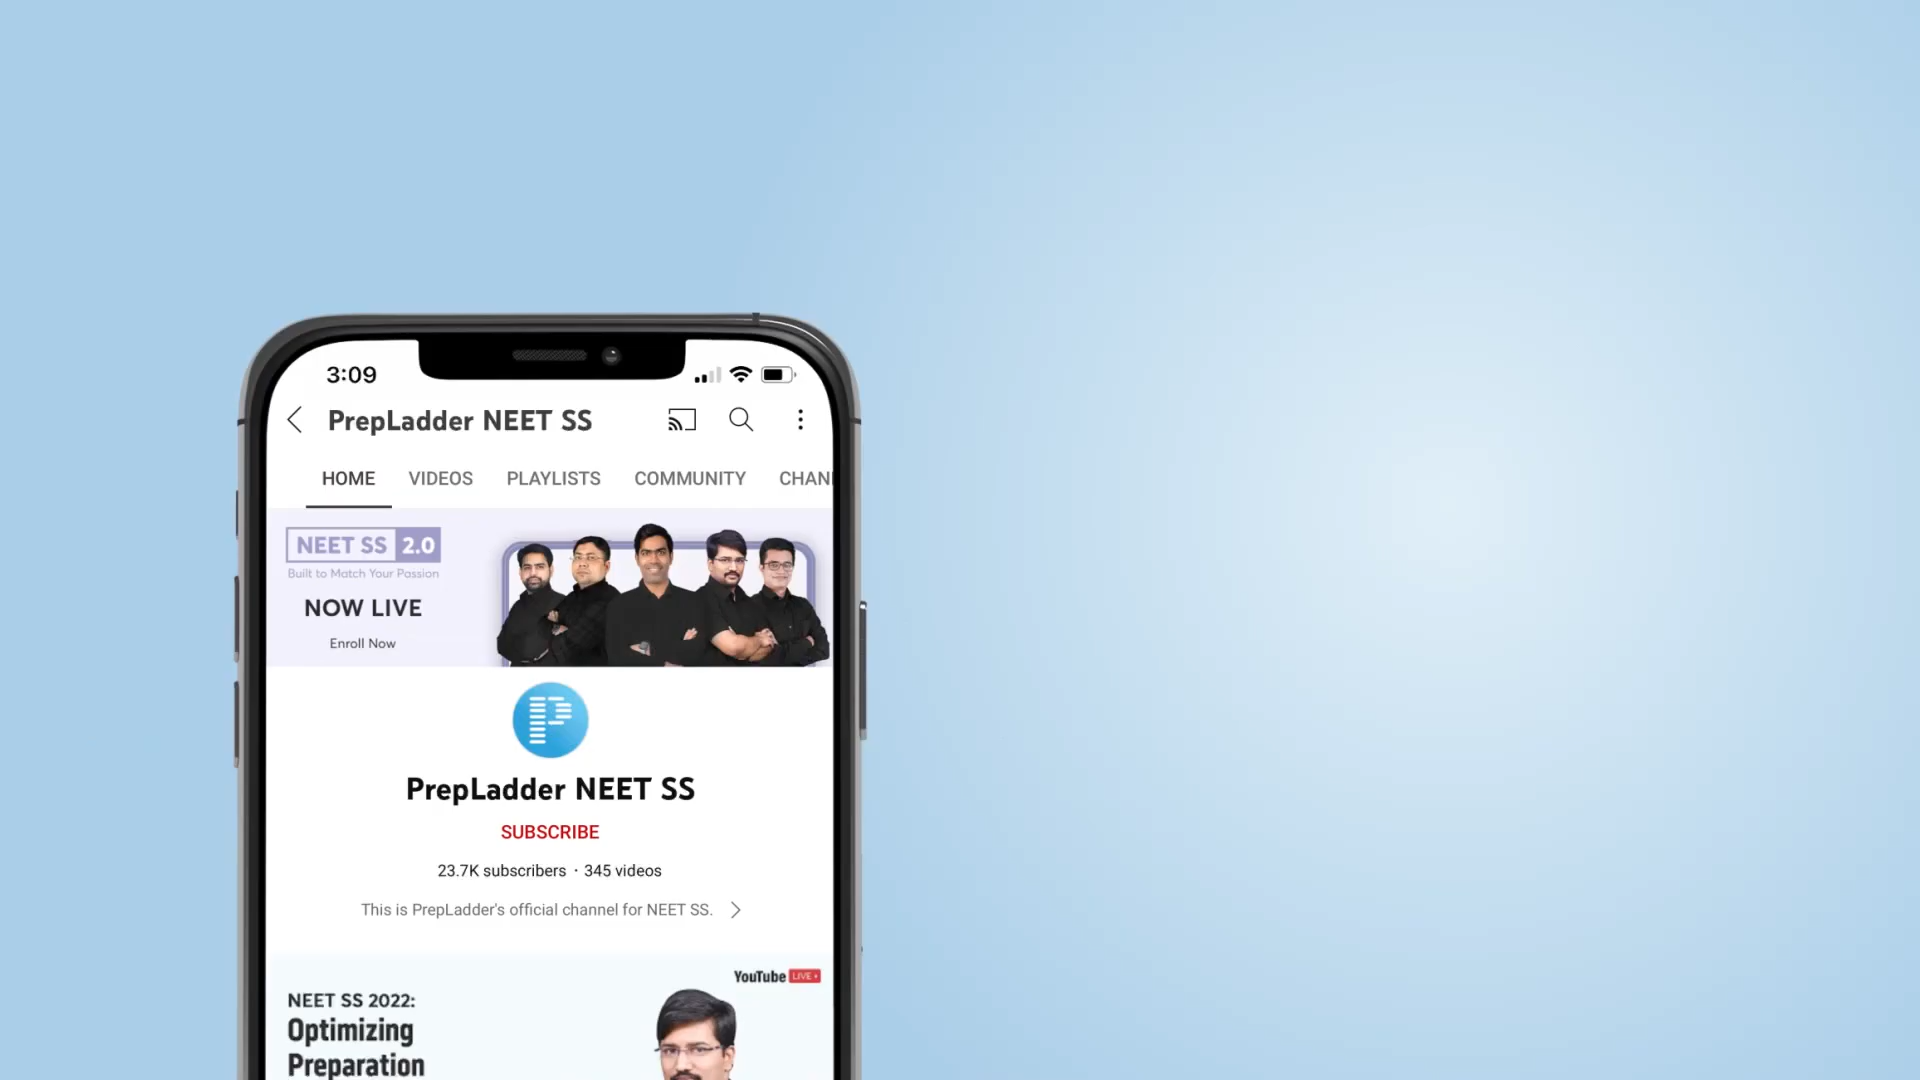 3:09
PrepLadder NEET SS
HOME VIDEOS PLAYLISTS COMMUNITY CHAN
NEET SS 2.0
Built to Match Your Passion
NOW LIVE
Enroll Now
PrepLadder NEET SS
SUBSCRIBE
23.7K subscribers · 345 videos
This is PrepLadder's official channel for NEET SS.
YouTube LIVE
NEET SS 2022:
Optimizing
Preparation